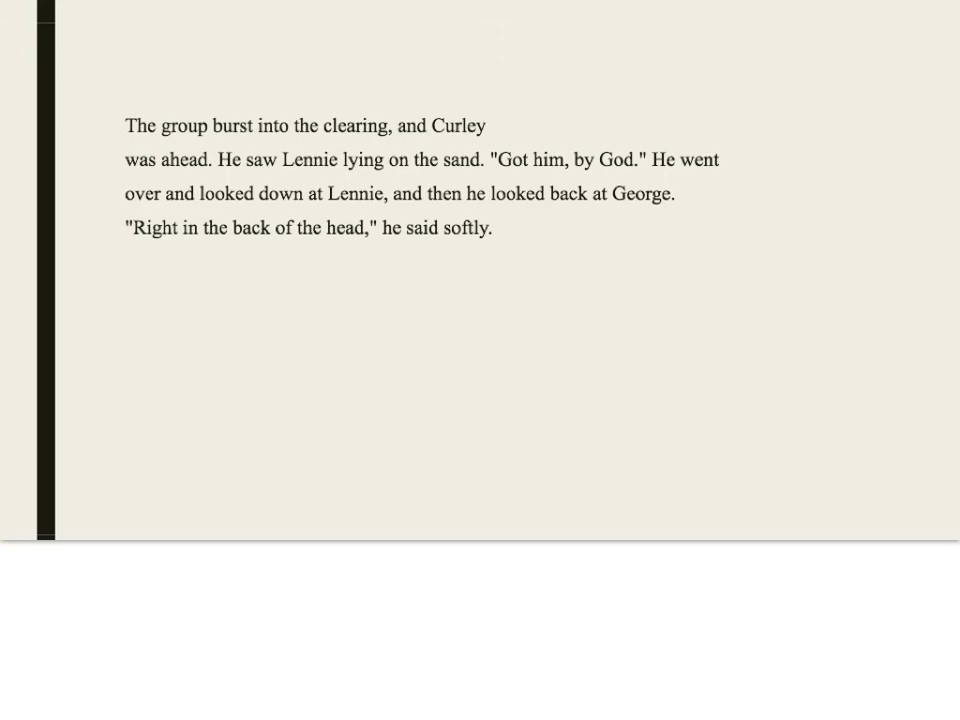 The group burst into the clearing, and Curley
was ahead. He saw Lennie lying on the sand. "Got him, by God." He went
over and looked down at Lennie, and then he looked back at George.
"Right in the back of the head," he said softly.